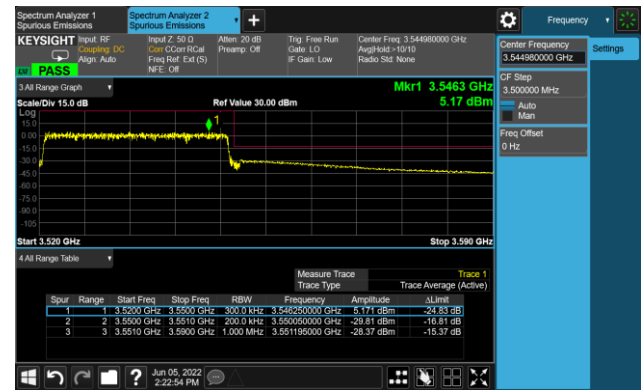 Spectrum Analyzer 1
Spurious Emissions
Spectrum Analyzer 2
Spurious Emissions
Frequency
KEYSIGHT
Input: RF
Coupling: DC
Align: Auto
Input Z: 50 Ω
Corr CCorr RCal
Freq Ref: Ext (S)
NFE: Off
Atten: 20 dB
Preamp: Off
Trig: Free Run
Gate: LO
IF Gain: Low
Center Freq: 3.544980000 GHz
Avg|Hold:>10/10
Radio Std: None
PASS
Center Frequency
3.544980000 GHz
Settings
CF Step
3.500000 MHz
Auto
Man
Freq Offset
0 Hz
3 All Range Graph
Mkr1 3.5463 GHz
Scale/Div 15.0 dB
Ref Value 30.00 dBm
5.17 dBm
Log
1
15.0
0.00
-15.0
-30.0
-45.0
-60.0
-75.0
-90.0
-105
Start 3.520 GHz
Stop 3.590 GHz
4 All Range Table
Measure Trace Trace 1
Trace Type Trace Average (Active)
Spur Range Start Freq Stop Freq RBW Frequency Amplitude ΔLimit
1 1 3.5200 GHz 3.5500 GHz 300.0 kHz 3.546250000 GHz 5.171 dBm -24.83 dB
2 2 3.5500 GHz 3.5510 GHz 200.0 kHz 3.550050000 GHz -29.81 dBm -16.81 dB
3 3 3.5510 GHz 3.5900 GHz 1.000 MHz 3.551195000 GHz -28.37 dBm -15.37 dB
Jun 05, 2022
2:22:54 PM